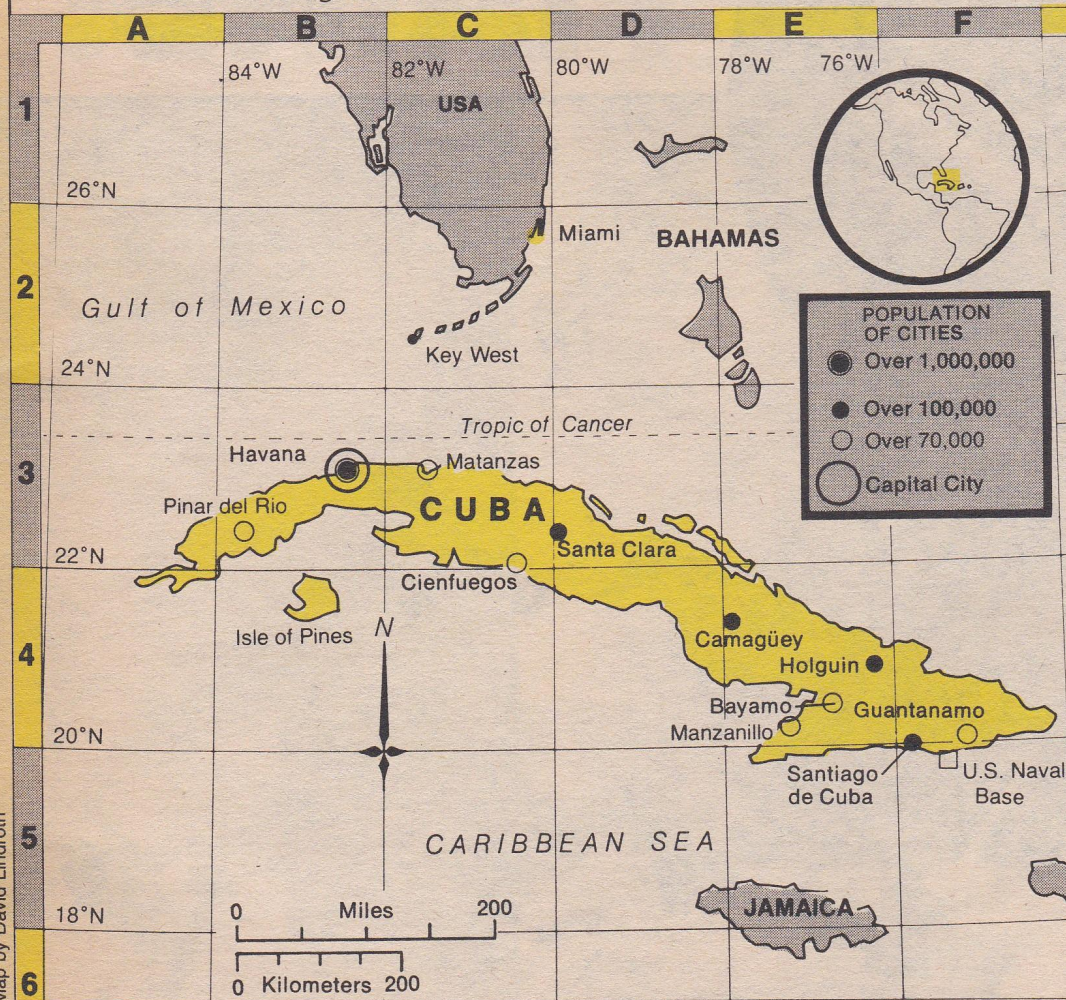 A B C D E F
84°W 82°W 80°W 78°W 76°W
1
USA
26°N
Miami
BAHAMAS
2
Gulf of Mexico
POPULATION
OF CITIES
Over 1,000,000
Over 100,000
Over 70,000
Capital City
Key West
24°N
Tropic of Cancer
3
Havana
Matanzas
Pinar del Rio
CUBA
Santa Clara
22°N
Cienfuegos
Isle of Pines
N
4
Camagüey
Holguin
Bayamo
Guantanamo
Manzanillo
20°N
Santiago
de Cuba
U.S. Naval
Base
5
CARIBBEAN SEA
JAMAICA
18°N
0 Miles 200
0 Kilometers 200
6
Map by David Lindroth